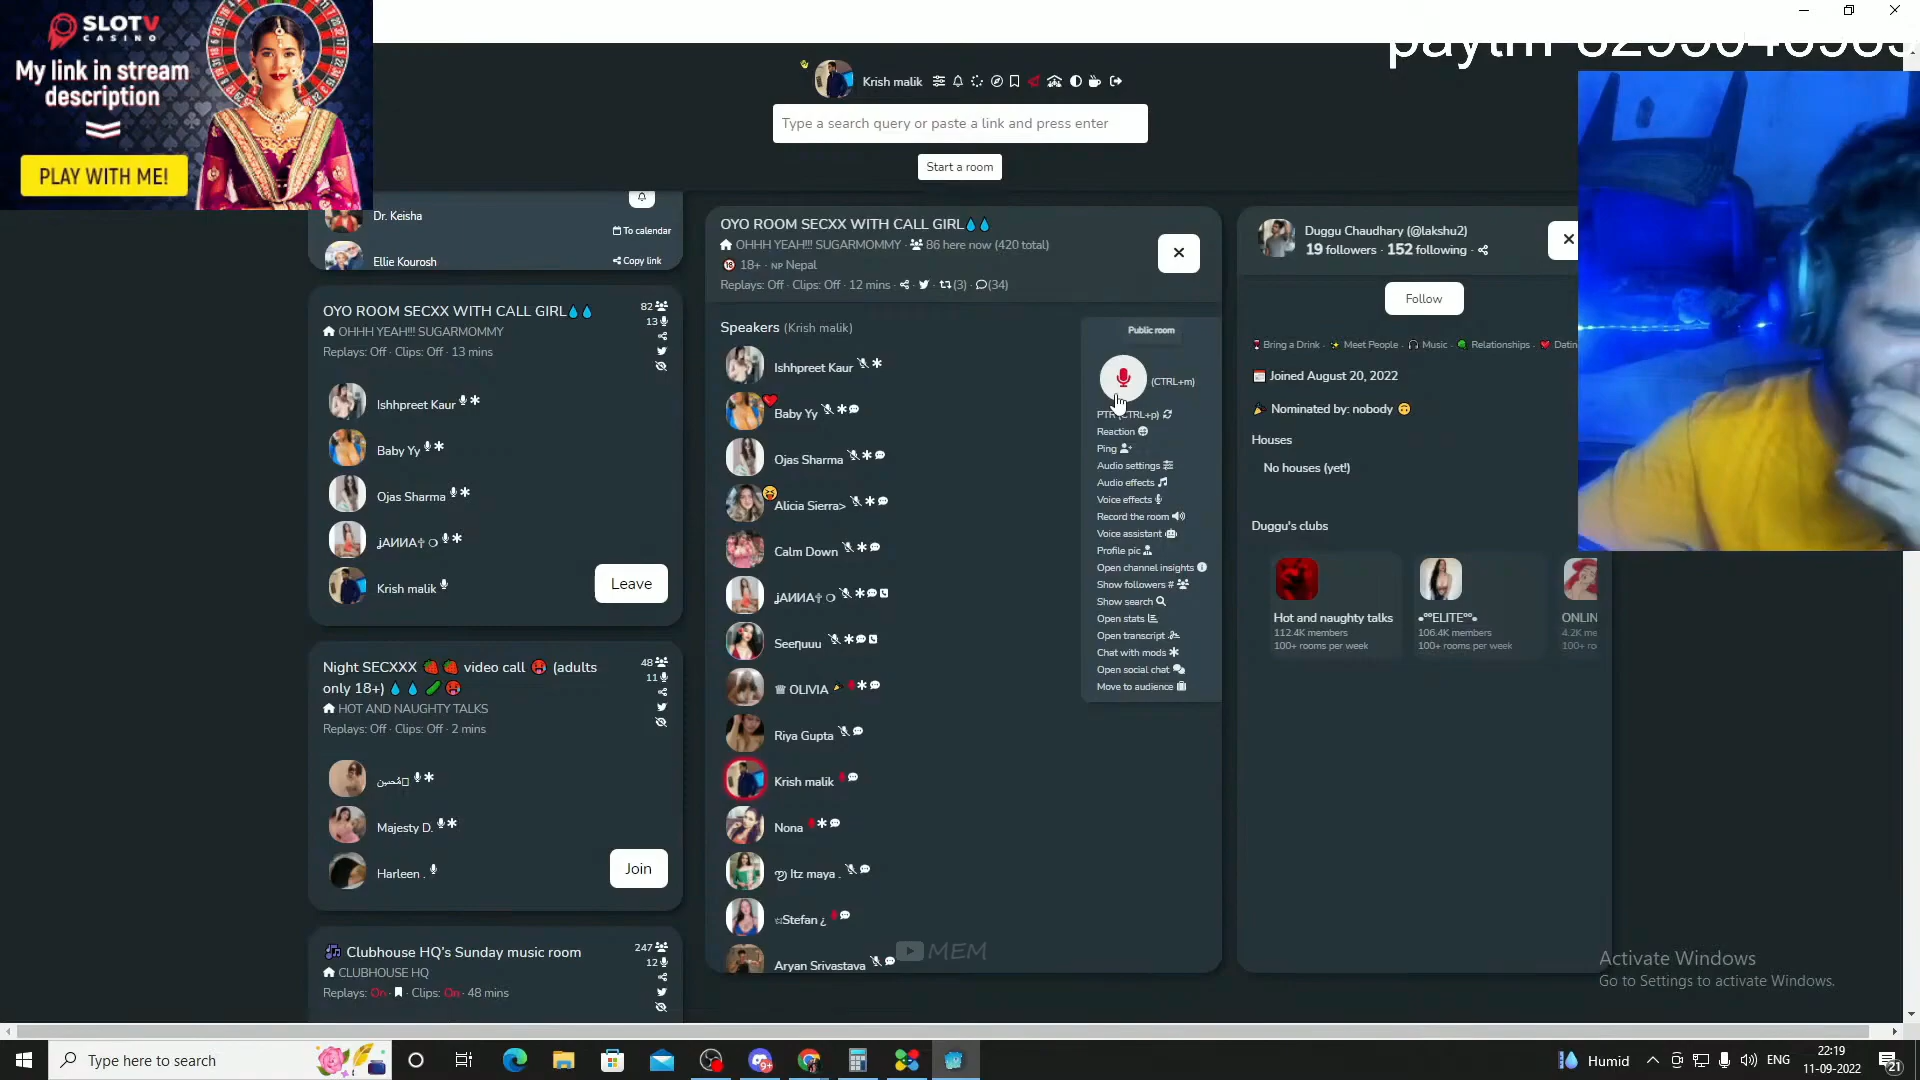 SLOTV
CASINO
My link in stream
description
PLAY WITH ME!
Krish malik
Type a search query or paste a link and press enter
Start a room
Dr. Keisha
To calendar
Ellie Kourosh
Copy link
OYO ROOM SECXX WITH CALL GIRL💧💧
OHHH YEAH!!! SUGARMOMMY
Replays: Off · Clips: Off · 13 mins
82
13
Ishhpreet Kaur
Baby Yy
Ojas Sharma
Krish malik
Leave
Night SECXXX 🍓🍓 video call 🥵 (adults
only 18+) 💧💧🥒🥵
HOT AND NAUGHTY TALKS
Replays: Off · Clips: Off · 2 mins
48
11
Majesty D.
Harleen .
Join
🎶 Clubhouse HQ's Sunday music room
CLUBHOUSE HQ
Replays: On · Clips: On · 48 mins
247
12
OYO ROOM SECXX WITH CALL GIRL💧💧
OHHH YEAH!!! SUGARMOMMY · 86 here now (420 total)
🔞 18+ · NP Nepal
Replays: Off · Clips: Off · 12 mins · (3) · (34)
Speakers (Krish malik)
Ishhpreet Kaur
Baby Yy
Ojas Sharma
Alicia Sierra>
Calm Down
Seeηuuu
♕ OLIVIA
Riya Gupta
Krish malik
Nona
Itz maya .
Stefan ¿
Aryan Srivastava
Public room
(CTRL+m)
PTR (CTRL+p)
Reaction
Ping
Audio settings
Audio effects
Voice effects
Record the room
Voice assistant
Profile pic
Open channel insights
Show followers #
Show search
Open stats
Open transcript
Chat with mods
Open social chat
Move to audience
MEM
Duggu Chaudhary (@lakshu2)
19 followers · 152 following
Follow
Bring a Drink · Meet People · Music · Relationships ·
Joined August 20, 2022
Nominated by: nobody 🙃
Houses
No houses (yet!)
Duggu's clubs
Hot and naughty talks
112.4K members
100+ rooms per week
•°°ELITE°°•
106.4K members
100+ rooms per week
paytm
Activate Windows
Go to Settings to activate Windows.
Type here to search
Humid
ENG
22:19
11-09-2022
21